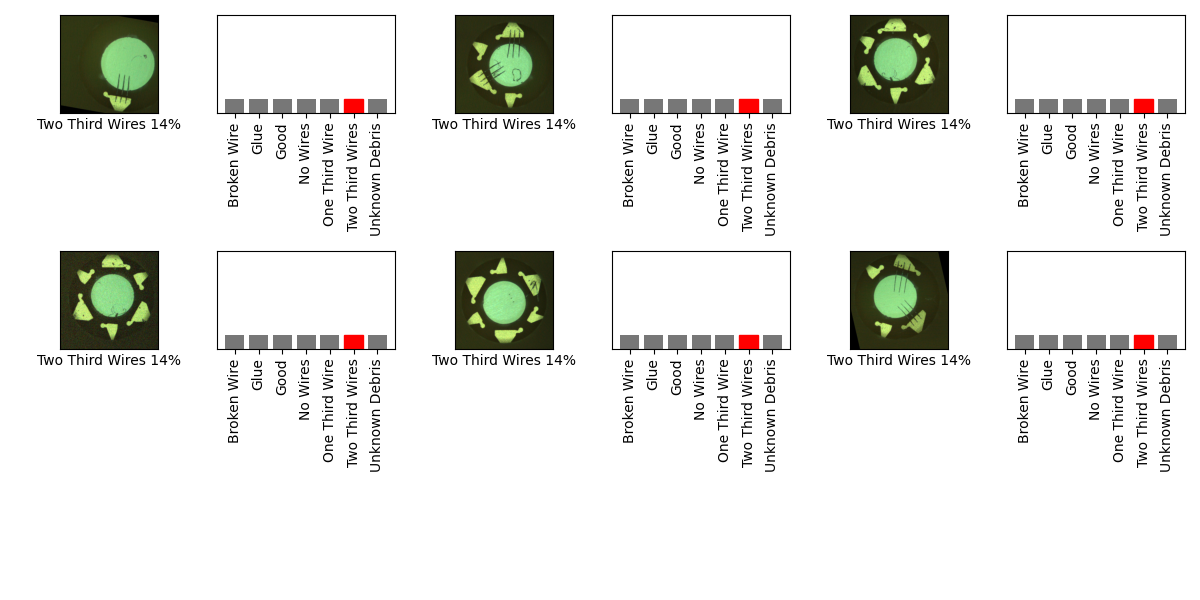 Two Third Wires 14%
Broken Wire
Glue
Good
No Wires
One Third Wire
Two Third Wires
Unknown Debris
Two Third Wires 14%
Broken Wire
Glue
Good
No Wires
One Third Wire
Two Third Wires
Unknown Debris
Two Third Wires 14%
Broken Wire
Glue
Good
No Wires
One Third Wire
Two Third Wires
Unknown Debris
Two Third Wires 14%
Broken Wire
Glue
Good
No Wires
One Third Wire
Two Third Wires
Unknown Debris
Two Third Wires 14%
Broken Wire
Glue
Good
No Wires
One Third Wire
Two Third Wires
Unknown Debris
Two Third Wires 14%
Broken Wire
Glue
Good
No Wires
One Third Wire
Two Third Wires
Unknown Debris